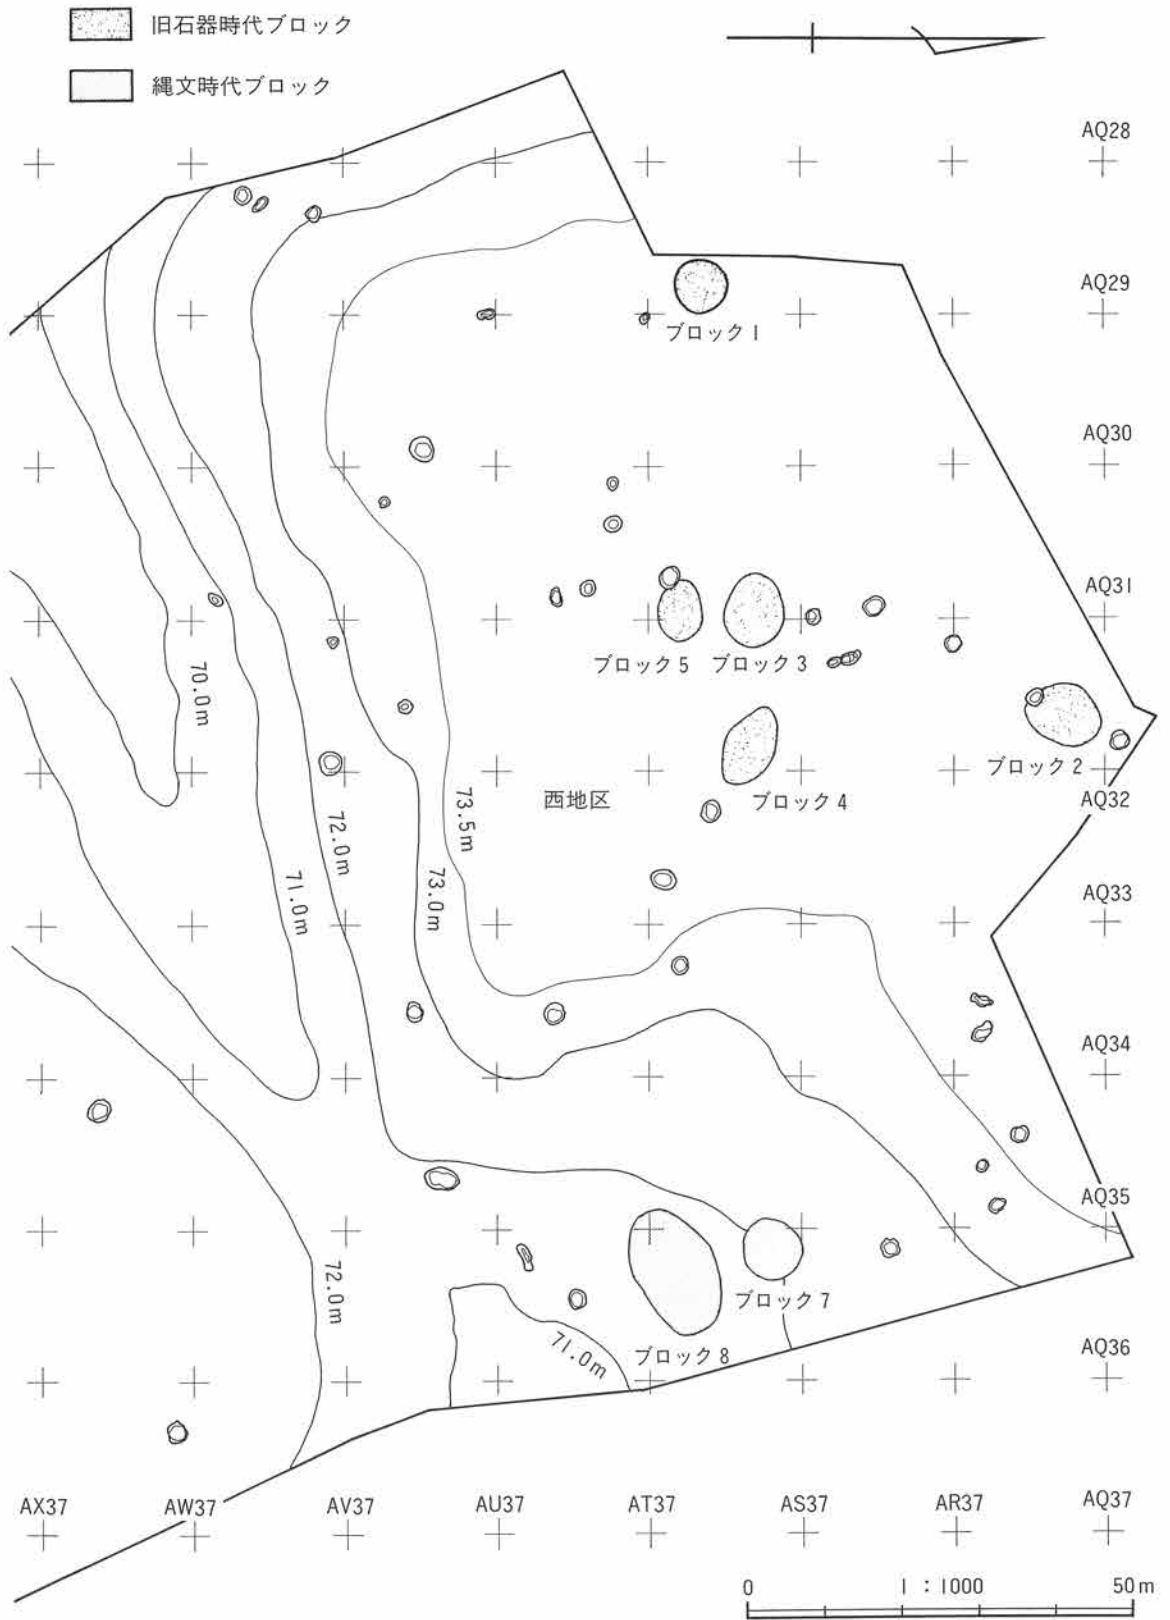 旧石器時代ブロック
縄文時代ブロック
AQ28
AQ29
ブロック1
AQ30
AQ31
ブロック5
ブロック3
70.0m
ブロック2
西地区
ブロック4
AQ32
73.5m
72.0m
73.0m
71.0m
AQ33
AQ34
AQ35
72.0m
ブロック7
71.0m
ブロック8
AQ36
AX37 AW37 AV37 AU37 AT37 AS37 AR37 AQ37
0 1:1000 50m